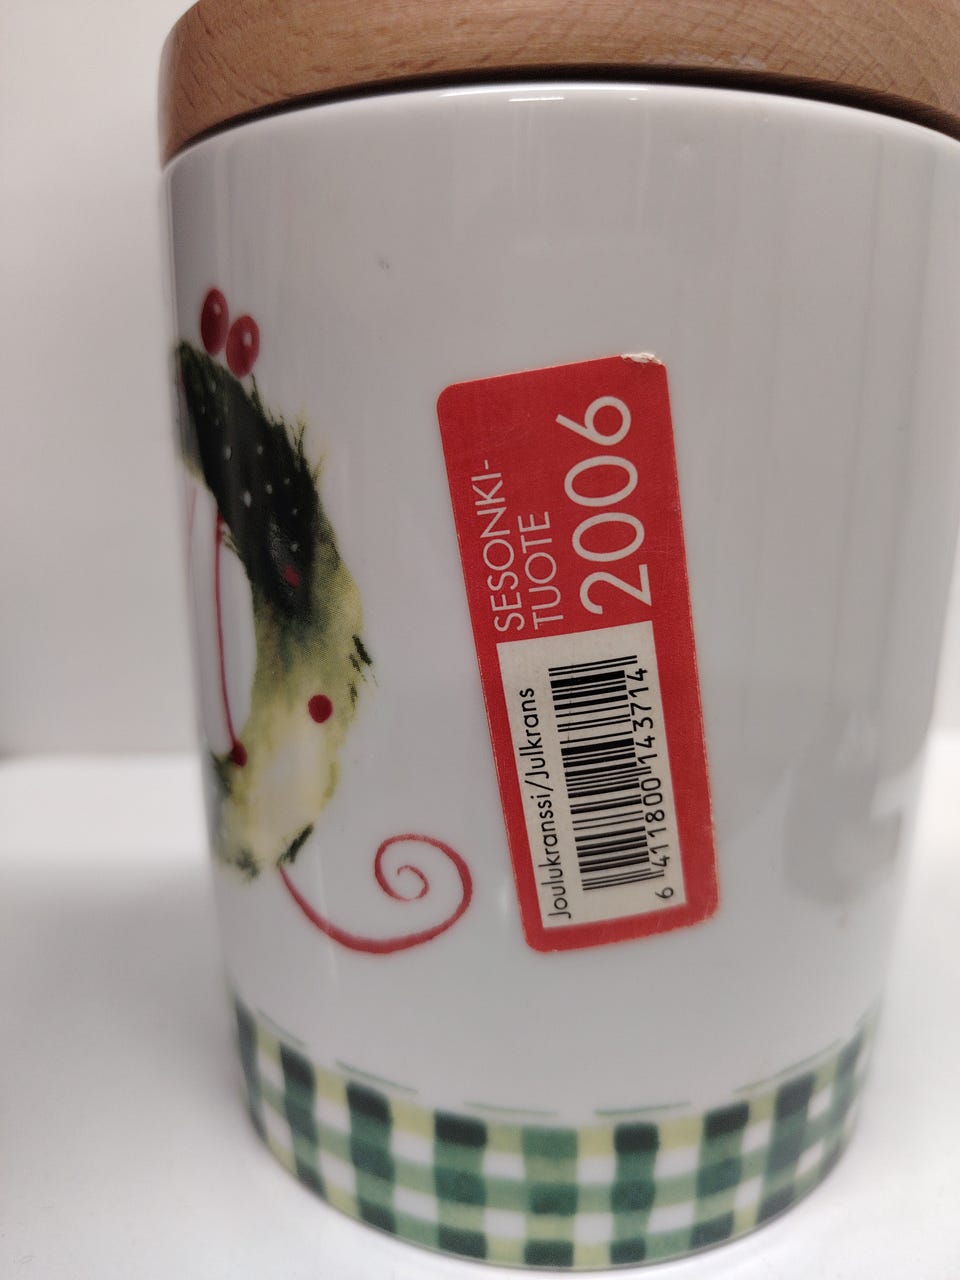 SESONKI-
TUOTE
2006
Joulukranssi/Julkrans
6 411800 143714